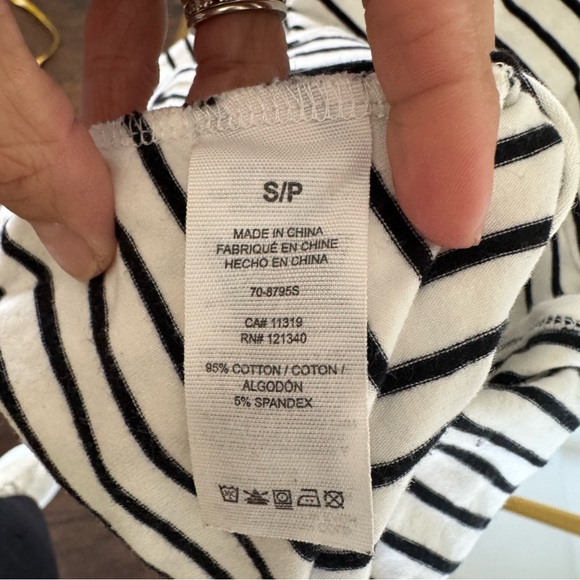 S/P
MADE IN CHINA
FABRIQUÉ EN CHINE
HECHO EN CHINA
70-8795S
CA# 11319
RN# 121340
95% COTTON / COTON /
ALGODÓN
5% SPANDEX